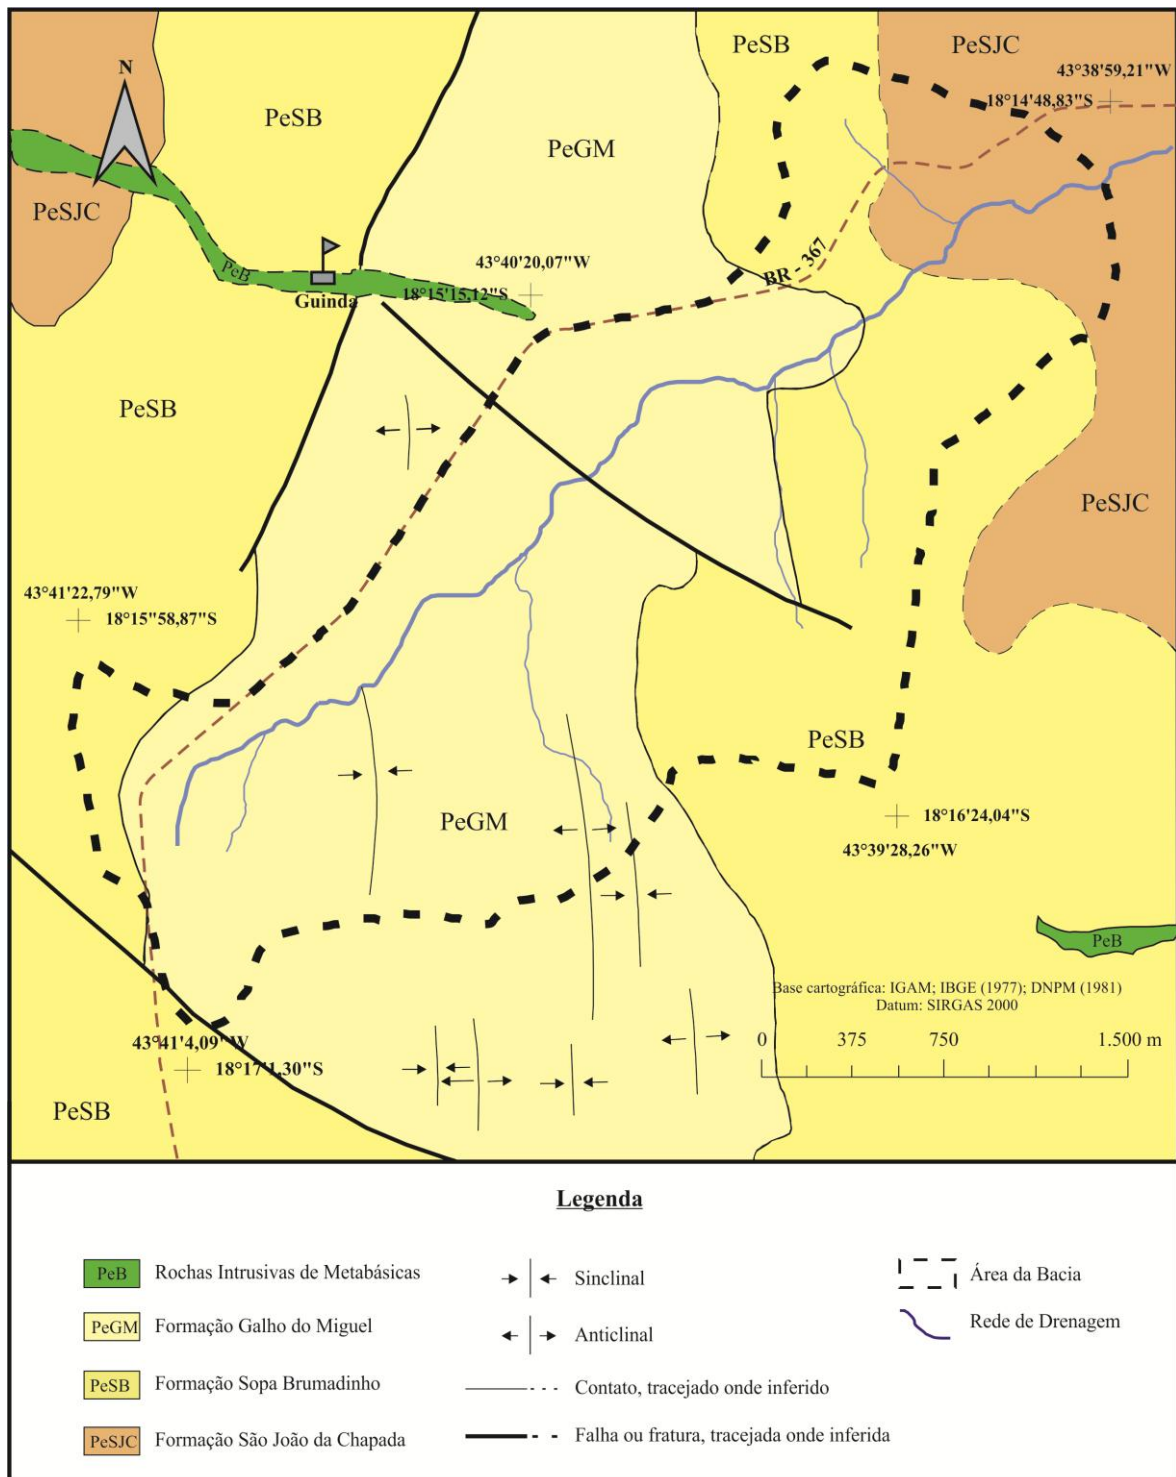 PeSB
PeSJC
43°38'59,21"W
18°14'48,83"S
N
PeSB
PeGM
PeSJC
PeB
Guinda
43°40'20,07"W
18°15'15,12"S
BR - 367
PeSB
PeSJC
43°41'22,79"W
18°15"58,87"S
PeSB
PeGM
18°16'24,04"S
43°39'28,26"W
PeB
Base cartográfica: IGAM; IBGE (1977); DNPM (1981)
Datum: SIRGAS 2000
0 375 750 1.500 m
43°41'4,09"W
18°17'1,30"S
PeSB
Legenda
PeB Rochas Intrusivas de Metabásicas
Sinclinal
Área da Bacia
PeGM Formação Galho do Miguel
Anticlinal
Rede de Drenagem
PeSB Formação Sopa Brumadinho
Contato, tracejado onde inferido
PeSJC Formação São João da Chapada
Falha ou fratura, tracejada onde inferida